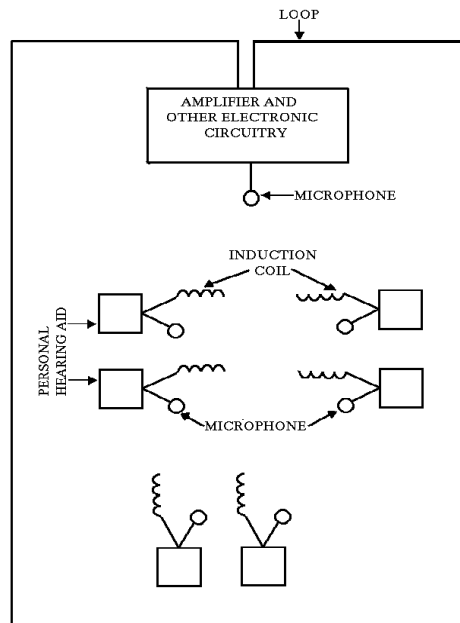 LOOP
AMPLIFIER AND
OTHER ELECTRONIC
CIRCUITRY
MICROPHONE
INDUCTION
COIL
PERSONAL
HEARING AID
MICROPHONE